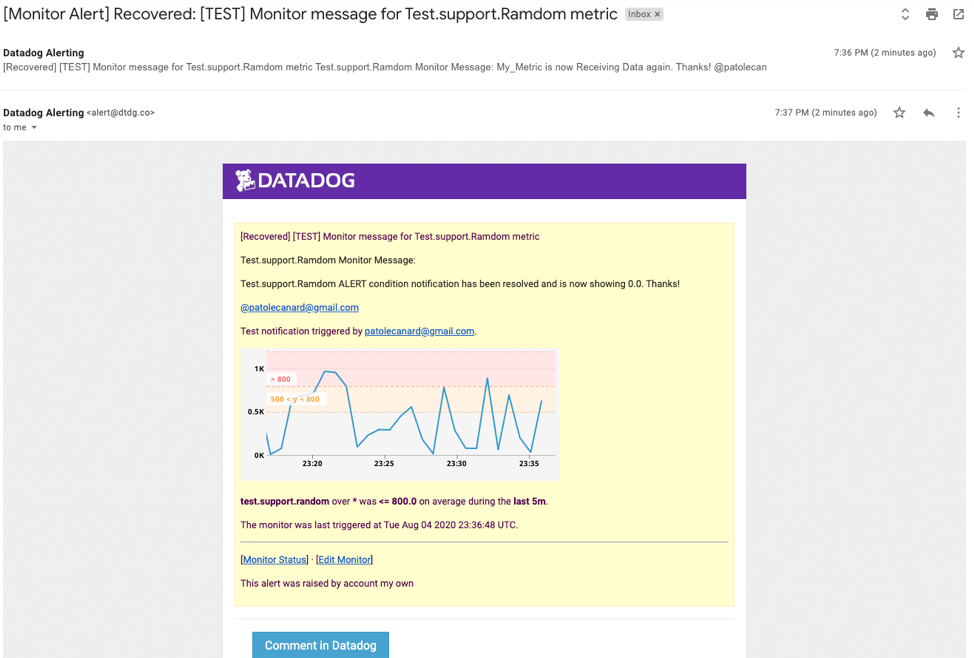 [Monitor Alert] Recovered: [TEST] Monitor message for Test.support.Ramdom metric Inbox ×
Datadog Alerting 7:36 PM (2 minutes ago)
[Recovered] [TEST] Monitor message for Test.support.Ramdom metric Test.support.Ramdom Monitor Message: My_Metric is now Receiving Data again. Thanks! @patolecan
Datadog Alerting <alert@dtdg.co> 7:37 PM (2 minutes ago)
to me
DATADOG
[Recovered] [TEST] Monitor message for Test.support.Ramdom metric
Test.support.Ramdom Monitor Message:
Test.support.Ramdom ALERT condition notification has been resolved and is now showing 0.0. Thanks!
@patolecanard@gmail.com
Test notification triggered by patolecanard@gmail.com.
1K
> 800
500 < y < 800
0.5K
0K
23:20 23:25 23:30 23:35
test.support.random over * was <= 800.0 on average during the last 5m.
The monitor was last triggered at Tue Aug 04 2020 23:36:48 UTC.
[Monitor Status] · [Edit Monitor]
This alert was raised by account my own
Comment in Datadog